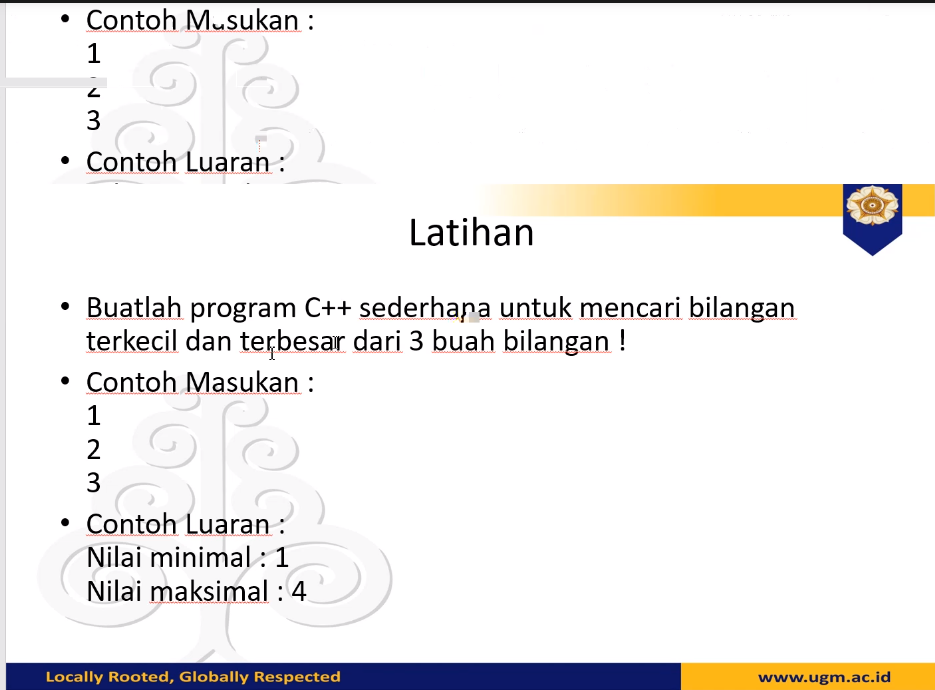 • Contoh Masukan :
1
2
3
• Contoh Luaran :
Latihan
• Buatlah program C++ sederhana untuk mencari bilangan
terkecil dan terbesar dari 3 buah bilangan !
• Contoh Masukan :
1
2
3
• Contoh Luaran :
Nilai minimal : 1
Nilai maksimal : 4
Locally Rooted, Globally Respected
www.ugm.ac.id